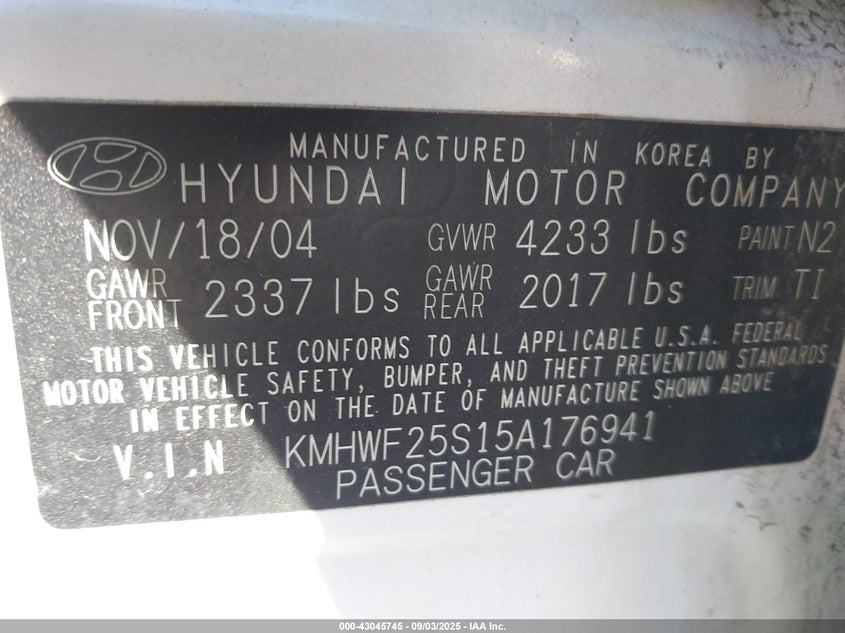 MANUFACTURED IN KOREA BY
HYUNDAI MOTOR COMPANY
NOV/18/04 GVWR 4233 lbs PAINT N2
GAWR FRONT 2337 lbs GAWR REAR 2017 lbs TRIM TI
THIS VEHICLE CONFORMS TO ALL APPLICABLE U.S.A. FEDERAL
MOTOR VEHICLE SAFETY, BUMPER, AND THEFT PREVENTION STANDARDS
IN EFFECT ON THE DATE OF MANUFACTURE SHOWN ABOVE
V.I.N KMHWF25S15A176941
PASSENGER CAR
000-43045745 - 09/03/2025 - IAA Inc.